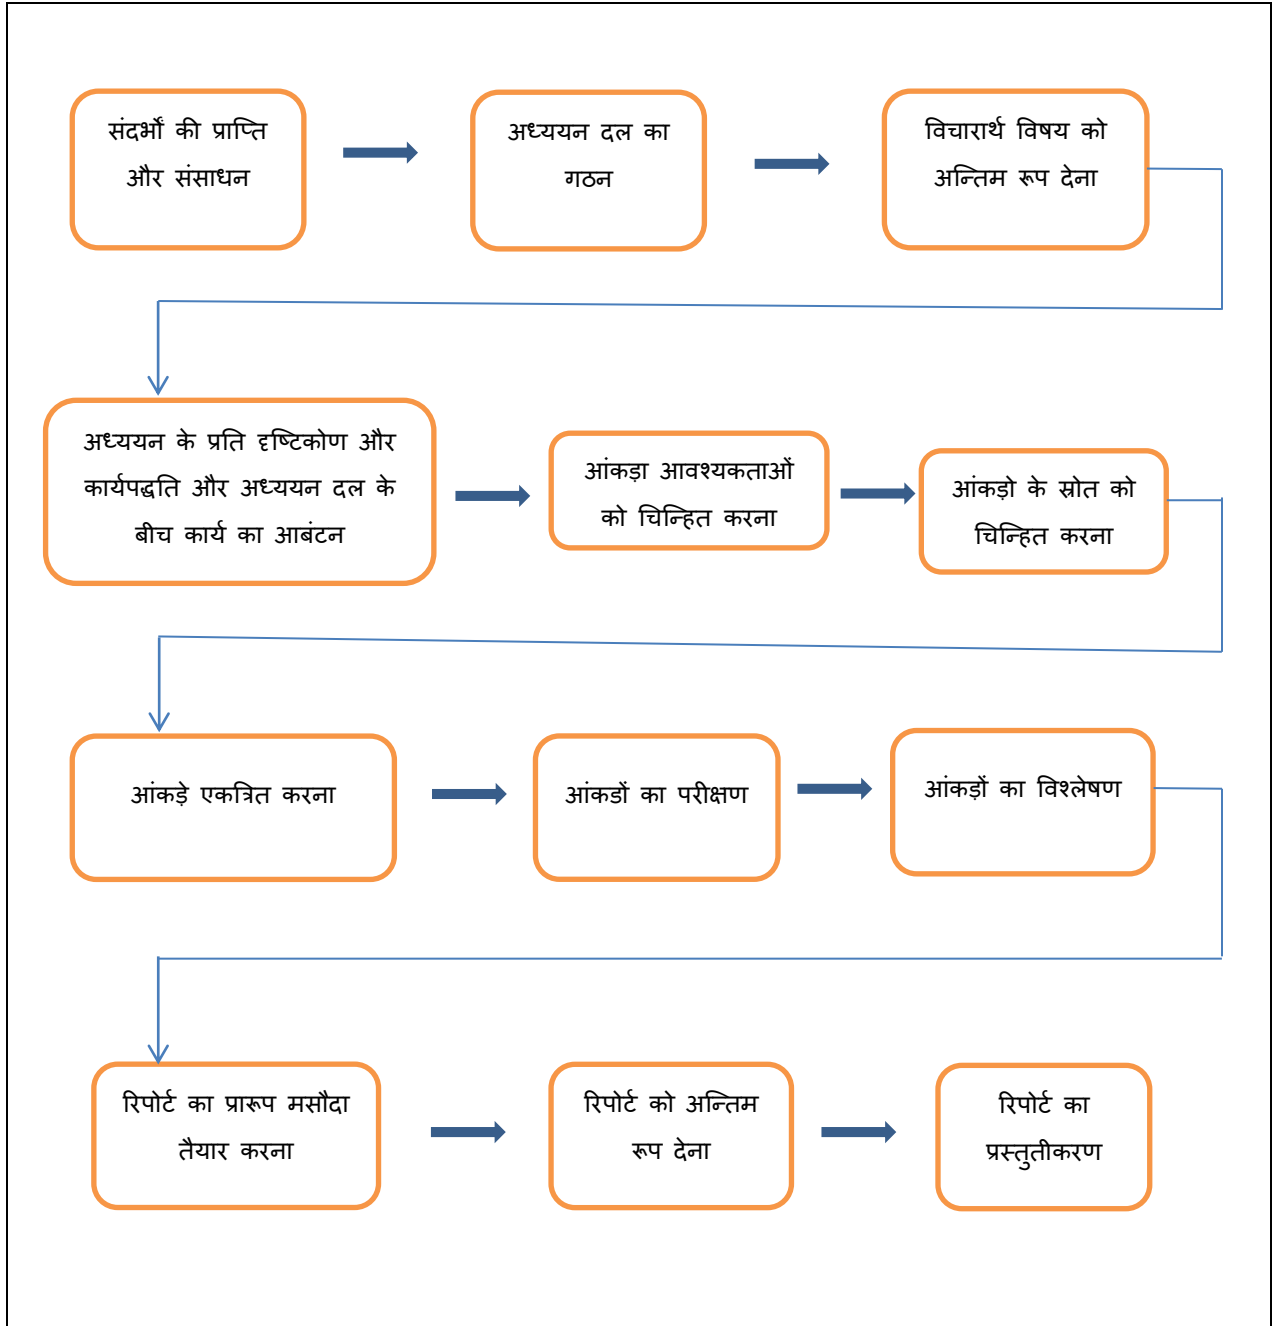 संदर्भों की प्राप्ति
और संसाधन
अध्ययन दल का
गठन
विचारार्थ विषय को
अन्तिम रूप देना
अध्ययन के प्रति दृष्टिकोण और
कार्यपद्धति और अध्ययन दल के
बीच कार्य का आबंटन
आंकड़ा आवश्यकताओं
को चिन्हित करना
आंकड़ो के स्रोत को
चिन्हित करना
आंकड़े एकत्रित करना
आंकडों का परीक्षण
आंकड़ों का विश्लेषण
रिपोर्ट का प्रारूप मसौदा
तैयार करना
रिपोर्ट को अन्तिम
रूप देना
रिपोर्ट का
प्रस्तुतीकरण